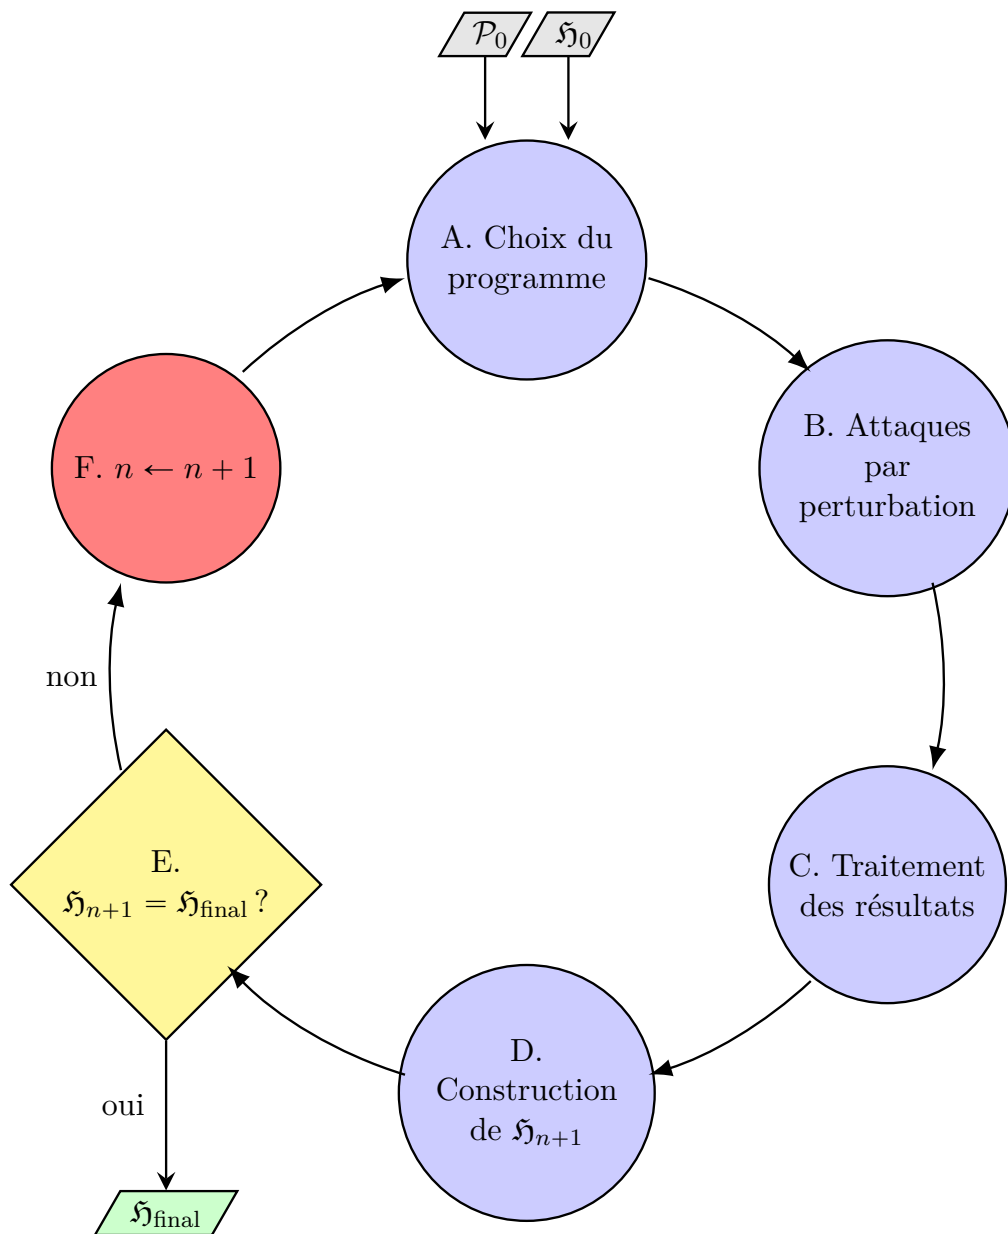 𝒫₀ 𝔥₀
A. Choix du
programme
B. Attaques
par
perturbation
C. Traitement
des résultats
D.
Construction
de 𝔥ₙ₊₁
E.
𝔥ₙ₊₁ = 𝔥final ?
oui
𝔥final
non
F. n ← n + 1